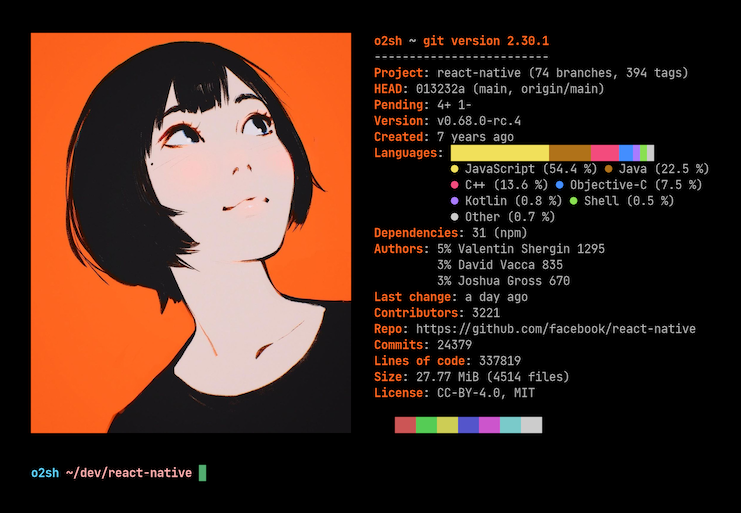 o2sh ~ git version 2.30.1
-------------------------
Project: react-native (74 branches, 394 tags)
HEAD: 013232a (main, origin/main)
Pending: 4+ 1-
Version: v0.68.0-rc.4
Created: 7 years ago
Languages:
● JavaScript (54.4 %) ● Java (22.5 %)
● C++ (13.6 %) ● Objective-C (7.5 %)
● Kotlin (0.8 %) ● Shell (0.5 %)
● Other (0.7 %)
Dependencies: 31 (npm)
Authors: 5% Valentin Shergin 1295
3% David Vacca 835
3% Joshua Gross 670
Last change: a day ago
Contributors: 3221
Repo: https://github.com/facebook/react-native
Commits: 24379
Lines of code: 337819
Size: 27.77 MiB (4514 files)
License: CC-BY-4.0, MIT
o2sh ~/dev/react-native